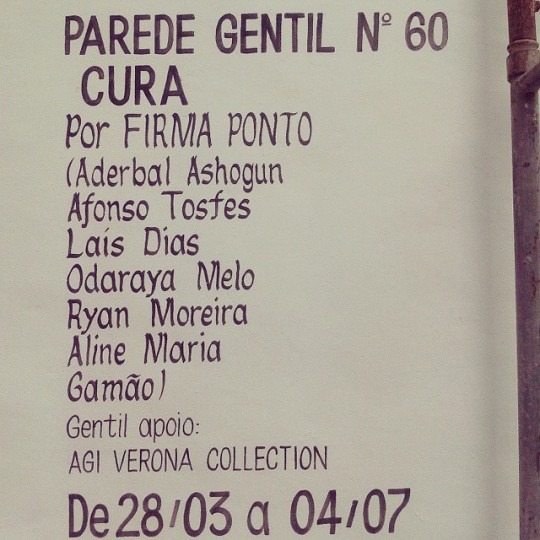 PAREDE GENTIL Nº 60
CURA
Por FIRMA PONTO
(Aderbal Ashogun
Afonso Tosfes
Laís Dias
Odaraya Melo
Ryan Moreira
Aline Maria
Gamão)
Gentil apoio:
AGI VERONA COLLECTION
De 28/03 a 04/07